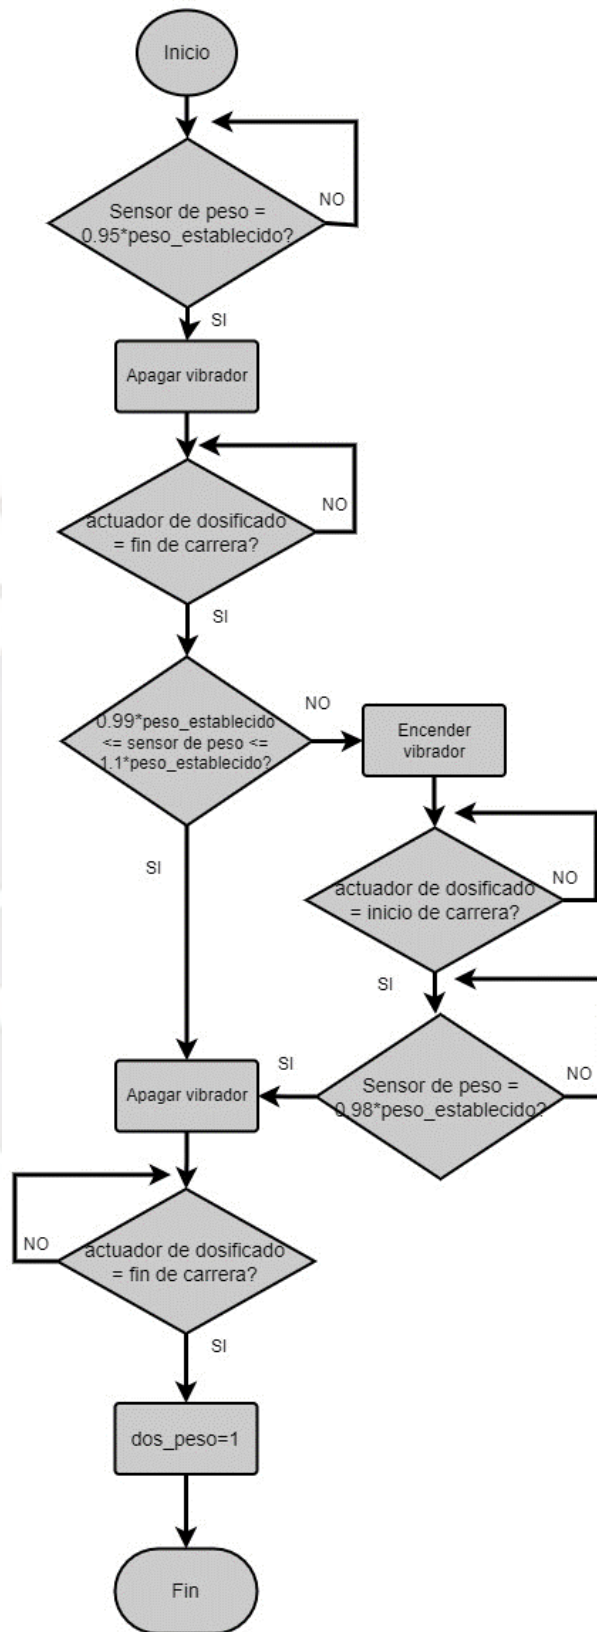 Inicio
NO
Sensor de peso =
0.95*peso_establecido?
SI
Apagar vibrador
NO
actuador de dosificado
= fin de carrera?
SI
NO
0.99*peso_establecido
<= sensor de peso <=
1.1*peso_establecido?
Encender
vibrador
SI
NO
actuador de dosificado
= inicio de carrera?
SI
SI
NO
Sensor de peso =
0.98*peso_establecido?
Apagar vibrador
NO
actuador de dosificado
= fin de carrera?
SI
dos_peso=1
Fin